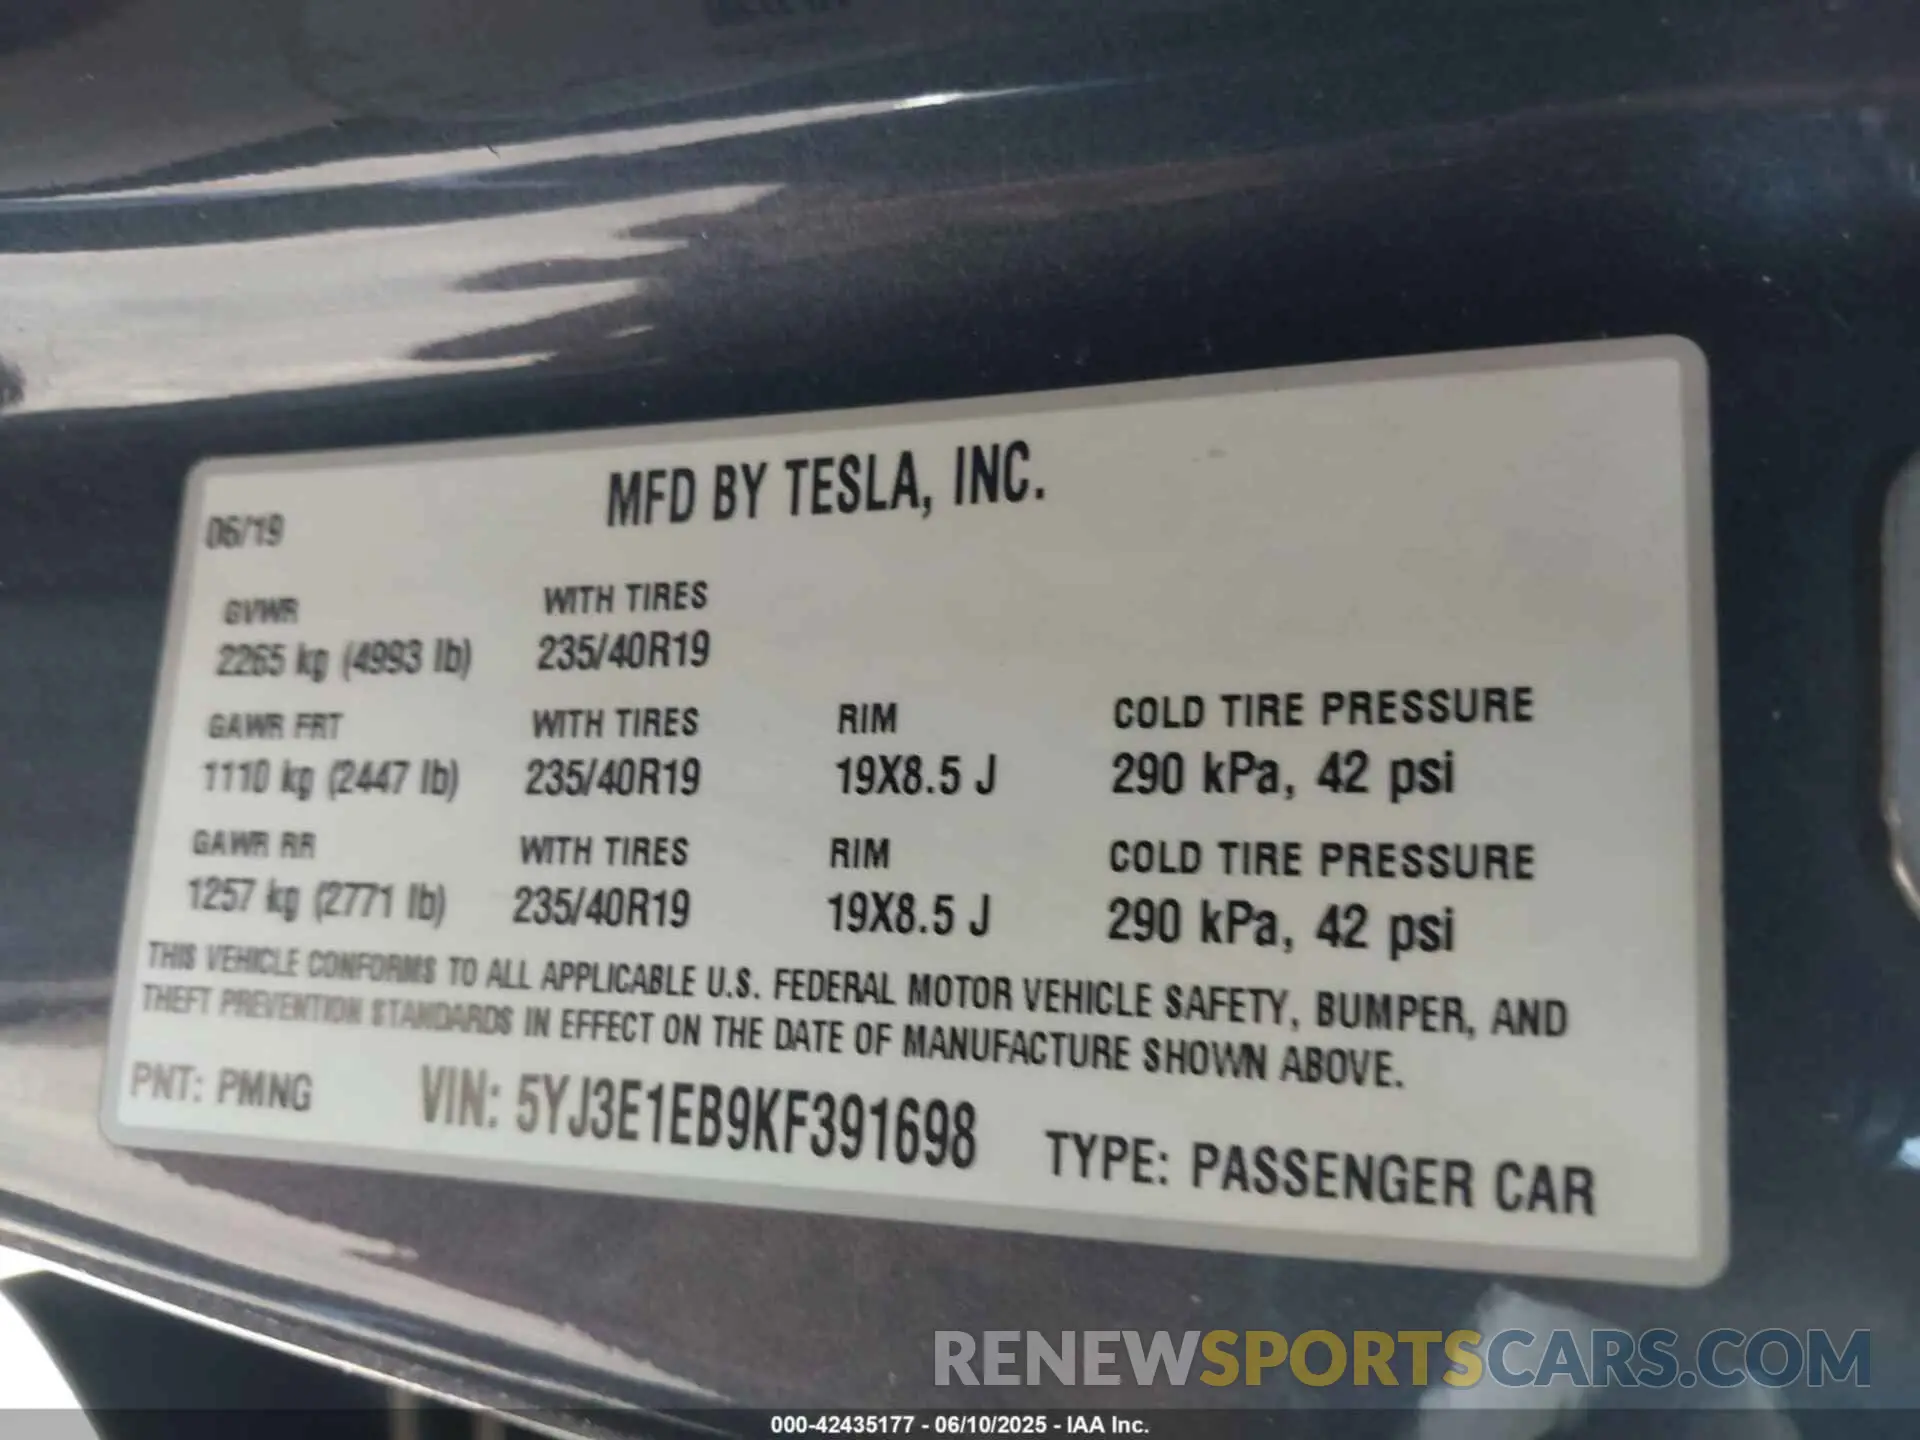 MFD BY TESLA, INC.
06/19
GVWR WITH TIRES
2265 kg (4993 lb) 235/40R19
GAWR FRT WITH TIRES RIM COLD TIRE PRESSURE
1110 kg (2447 lb) 235/40R19 19X8.5 J 290 kPa, 42 psi
GAWR RR WITH TIRES RIM COLD TIRE PRESSURE
1257 kg (2771 lb) 235/40R19 19X8.5 J 290 kPa, 42 psi
THIS VEHICLE CONFORMS TO ALL APPLICABLE U.S. FEDERAL MOTOR VEHICLE SAFETY, BUMPER, AND
THEFT PREVENTION STANDARDS IN EFFECT ON THE DATE OF MANUFACTURE SHOWN ABOVE.
PNT: PMNG VIN: 5YJ3E1EB9KF391698 TYPE: PASSENGER CAR
RENEWSPORTSCARS.COM
000-42435177 - 06/10/2025 - IAA Inc.